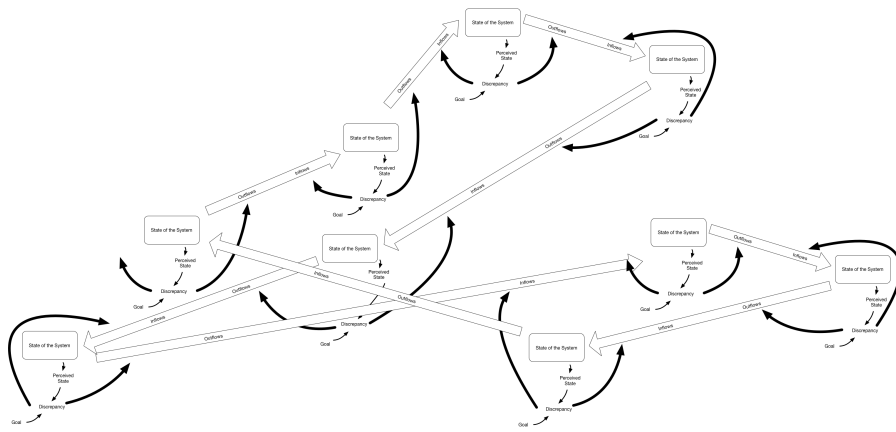 State of the System
Outflows
Inflows
Perceived
State
Goal
Discrepancy
Inflows
Outflows
State of the System
Perceived
State
Goal
Discrepancy
Outflows
Inflows
State of the System
Perceived
State
Goal
Discrepancy
Inflows
Outflows
State of the System
Perceived
State
Goal
Discrepancy
State of the System
Perceived
State
Goal
Discrepancy
Inflows
Outflows
Outflows
Inflows
State of the System
Perceived
State
Goal
Discrepancy
Outflows
Inflows
State of the System
Perceived
State
Goal
Discrepancy
Outflows
Inflows
Inflows
Outflows
State of the System
Perceived
State
Goal
Discrepancy
Inflows
Outflows
State of the System
Perceived
State
Goal
Discrepancy